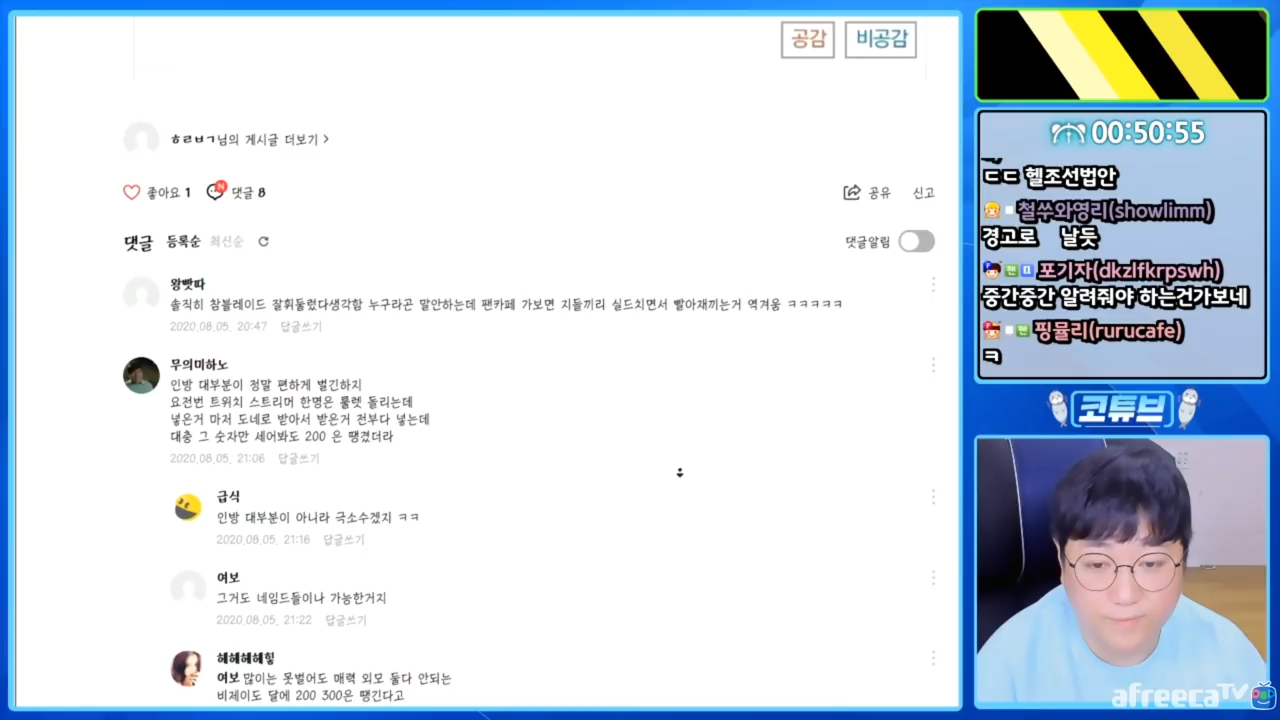 공감
비공감
ㅎㄹㅂㄱ님의 게시글 더보기 >
좋아요 1 댓글 8
공유 신고
댓글 등록순 최신순
댓글알림
왕빳따
솔직히 참블레이드 잘휘둘렀다생각함 누구라곤 말안하는데 팬카페 가보면 지들끼리 실드치면서 빨아재끼는거 역겨움 ㅋㅋㅋㅋㅋ
2020.08.05. 20:47 답글쓰기
무의미하노
인방 대부분이 정말 편하게 벌긴하지
요전번 트위치 스트리머 한명은 룰렛 돌리는데
넣은거 마저 도네로 받아서 받은거 전부다 넣는데
대충 그 숫자만 세어봐도 200 은 땡겼더라
2020.08.05. 21:06 답글쓰기
급식
인방 대부분이 아니라 극소수겠지 ㅋㅋ
2020.08.05. 21:16 답글쓰기
여보
그거도 네임드들이나 가능한거지
2020.08.05. 21:22 답글쓰기
헤헤헤헤힣
여보 많이는 못벌어도 매력 외모 둘다 안되는
비제이도 달에 200 300은 땡긴다고
00:50:55
ㄷㄷ 헬조선법안
철쑤와영리(showlimm)
경고로 날듯
포기자(dkzlfkrpswh)
중간중간 알려줘야 하는건가보네
핑뮬리(rurucafe)
ㅋ
코튜브
afreecaTV